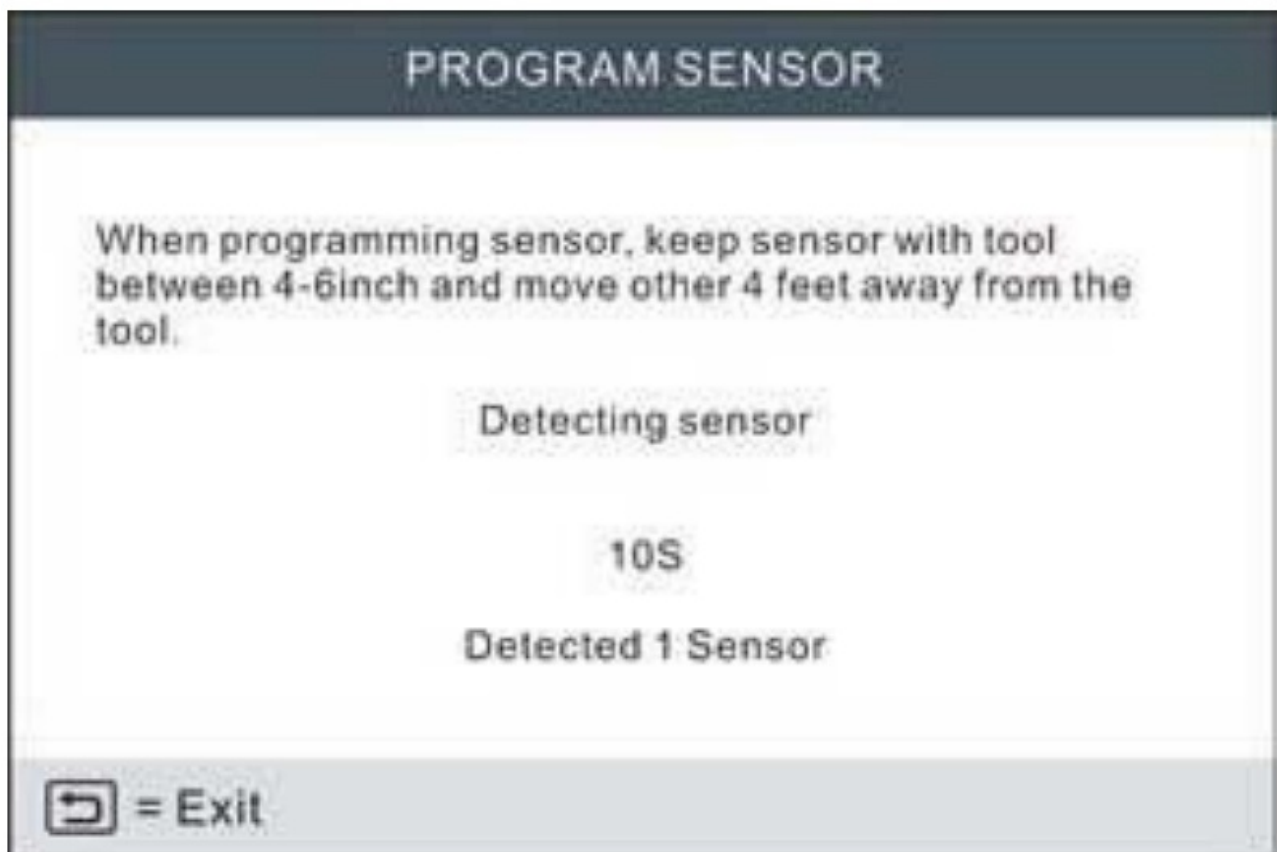 PROGRAM SENSOR
When programming sensor, keep sensor with tool
between 4-6inch and move other 4 feet away from the
tool.
Detecting sensor
10S
Detected 1 Sensor
= Exit